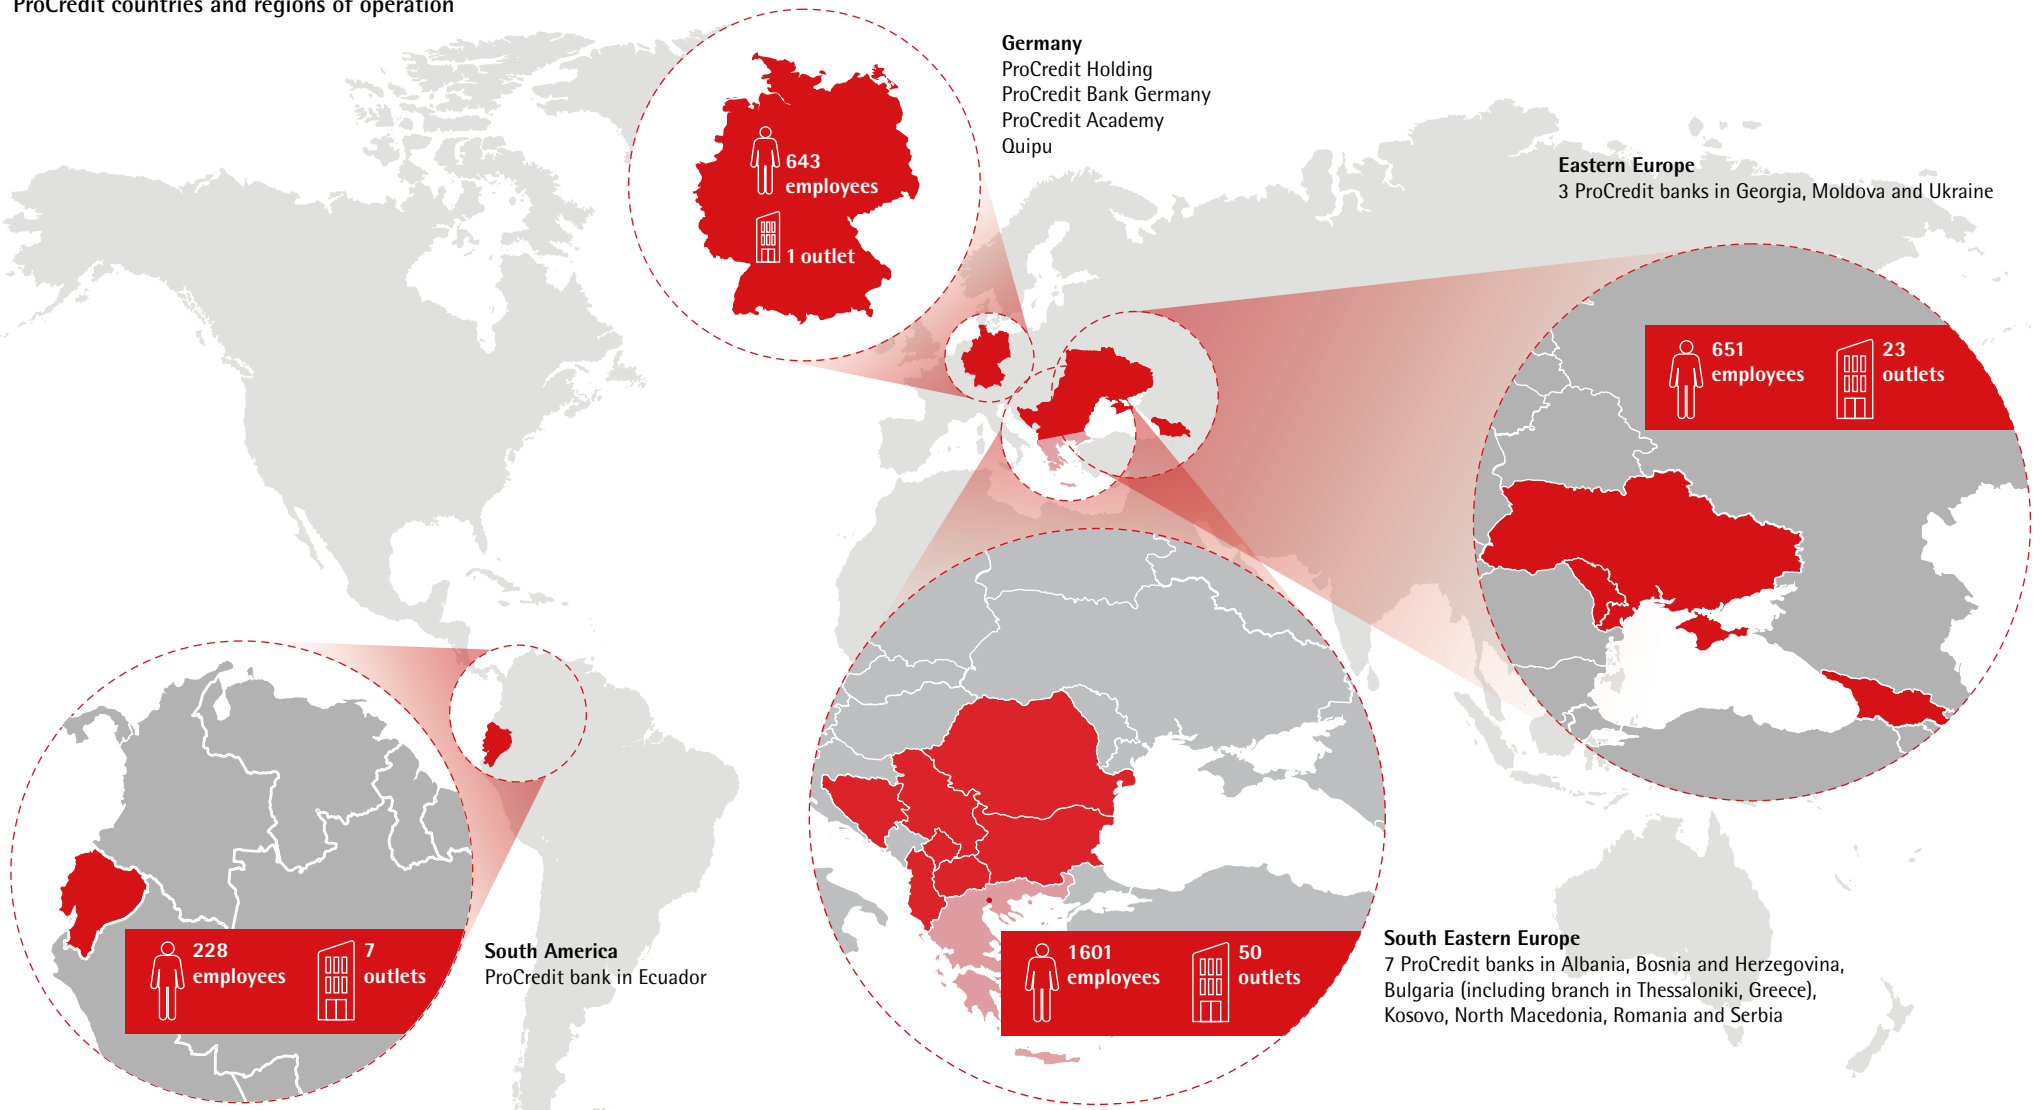 ProCredit countries and regions of operation
Germany
ProCredit Holding
ProCredit Bank Germany
ProCredit Academy
Quipu
643
employees
1 outlet
Eastern Europe
3 ProCredit banks in Georgia, Moldova and Ukraine
651
employees
23
outlets
228
employees
7
outlets
South America
ProCredit bank in Ecuador
1601
employees
50
outlets
South Eastern Europe
7 ProCredit banks in Albania, Bosnia and Herzegovina,
Bulgaria (including branch in Thessaloniki, Greece),
Kosovo, North Macedonia, Romania and Serbia